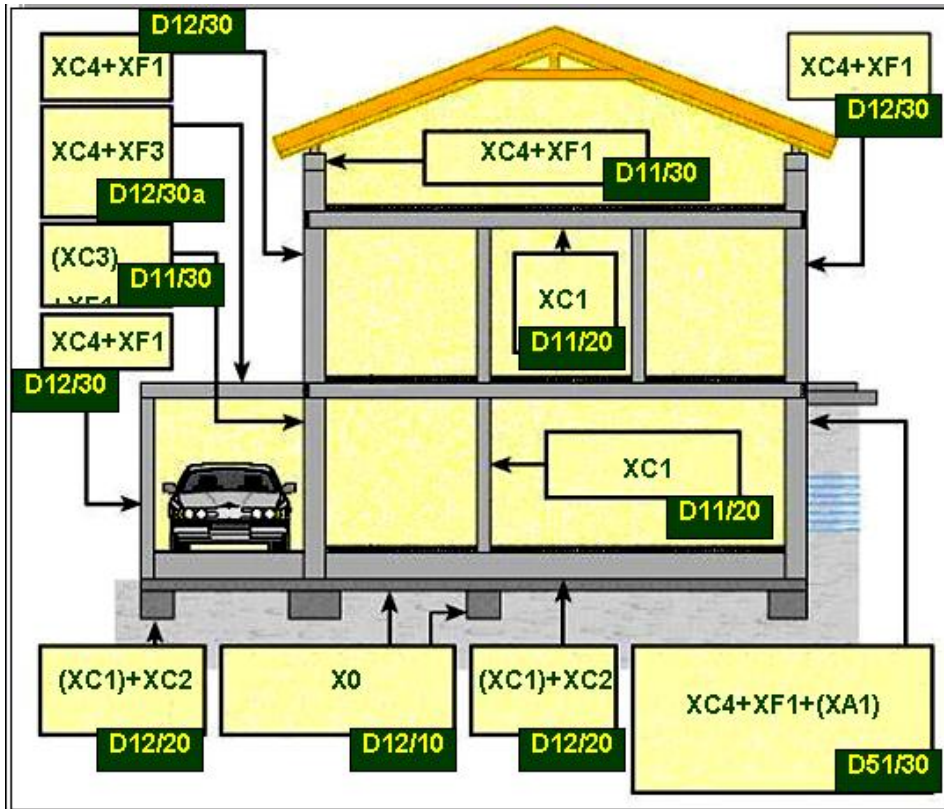 D12/30
XC4+XF1
XC4+XF1
D12/30
XC4+XF3
D12/30a
XC4+XF1
D11/30
(XC3)
+XF1
D11/30
XC1
D11/20
XC4+XF1
D12/30
XC1
D11/20
(XC1)+XC2
D12/20
X0
D12/10
(XC1)+XC2
D12/20
XC4+XF1+(XA1)
D51/30